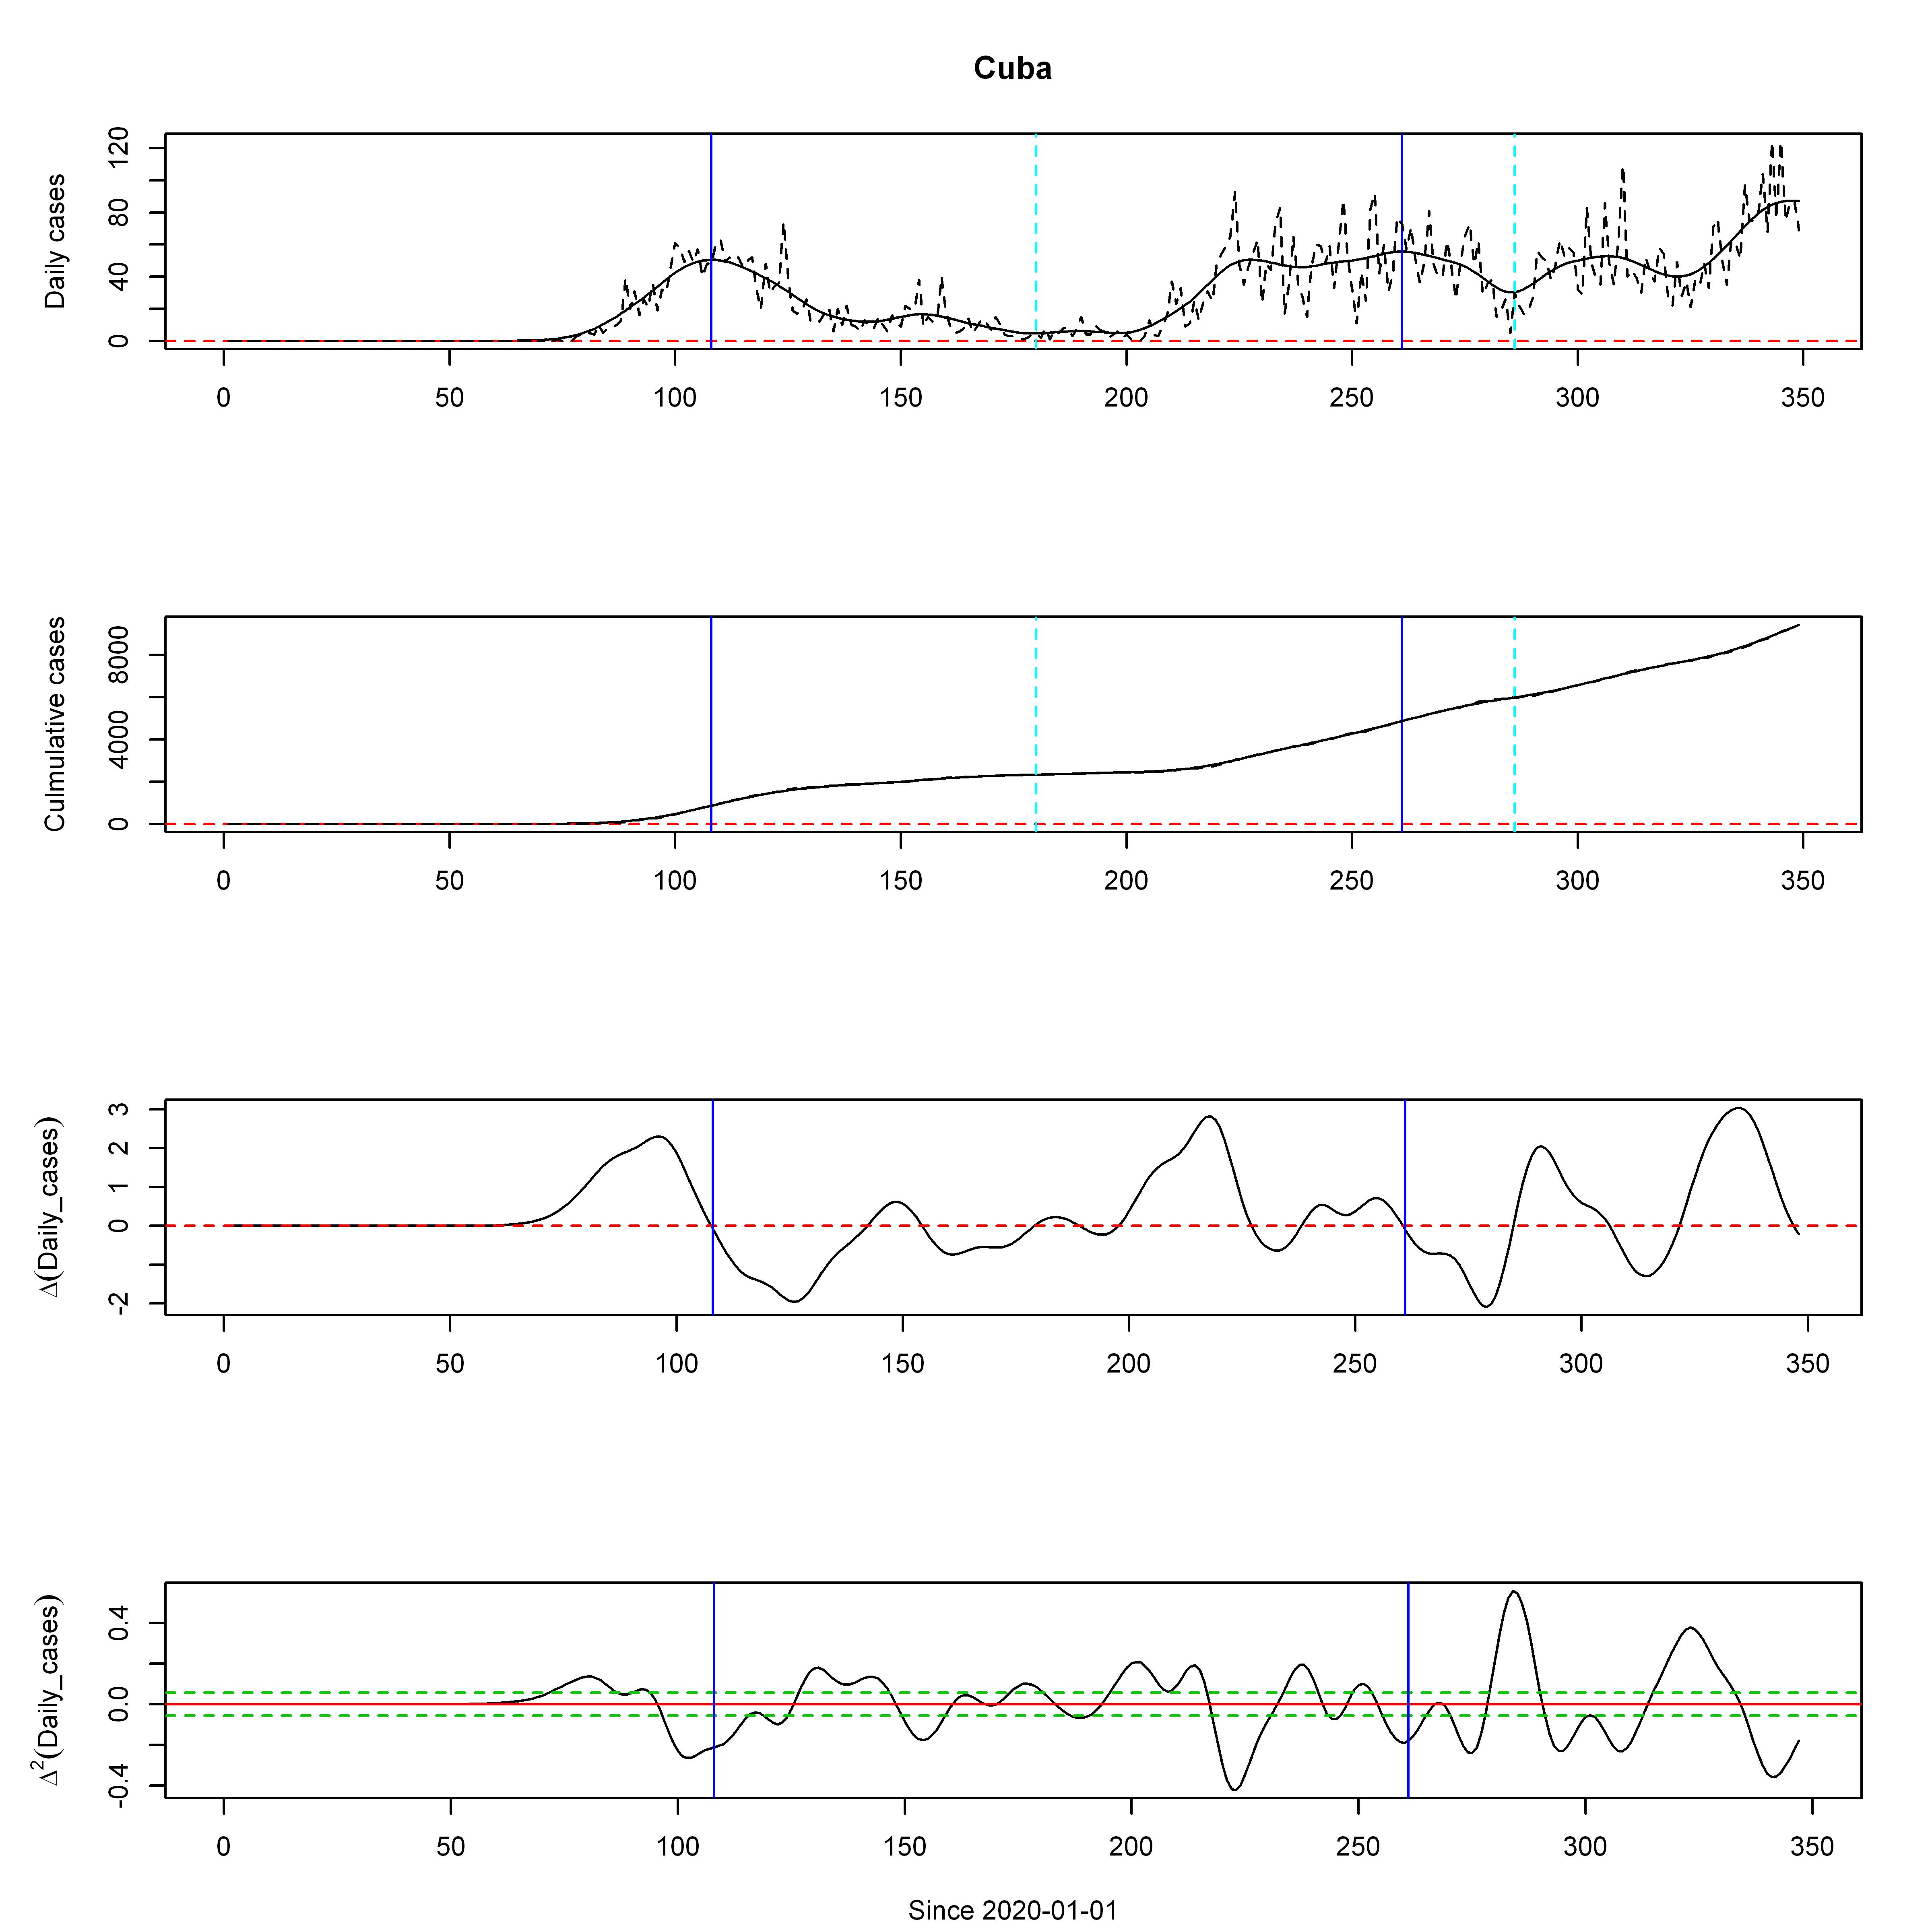 Cuba
Daily cases
0 40 80 120
0 50 100 150 200 250 300 350
Culmulative cases
0 4000 8000
0 50 100 150 200 250 300 350
Δ(Daily_cases)
-2 0 1 2 3
0 50 100 150 200 250 300 350
Δ²(Daily_cases)
-0.4 0.0 0.4
0 50 100 150 200 250 300 350
Since 2020-01-01